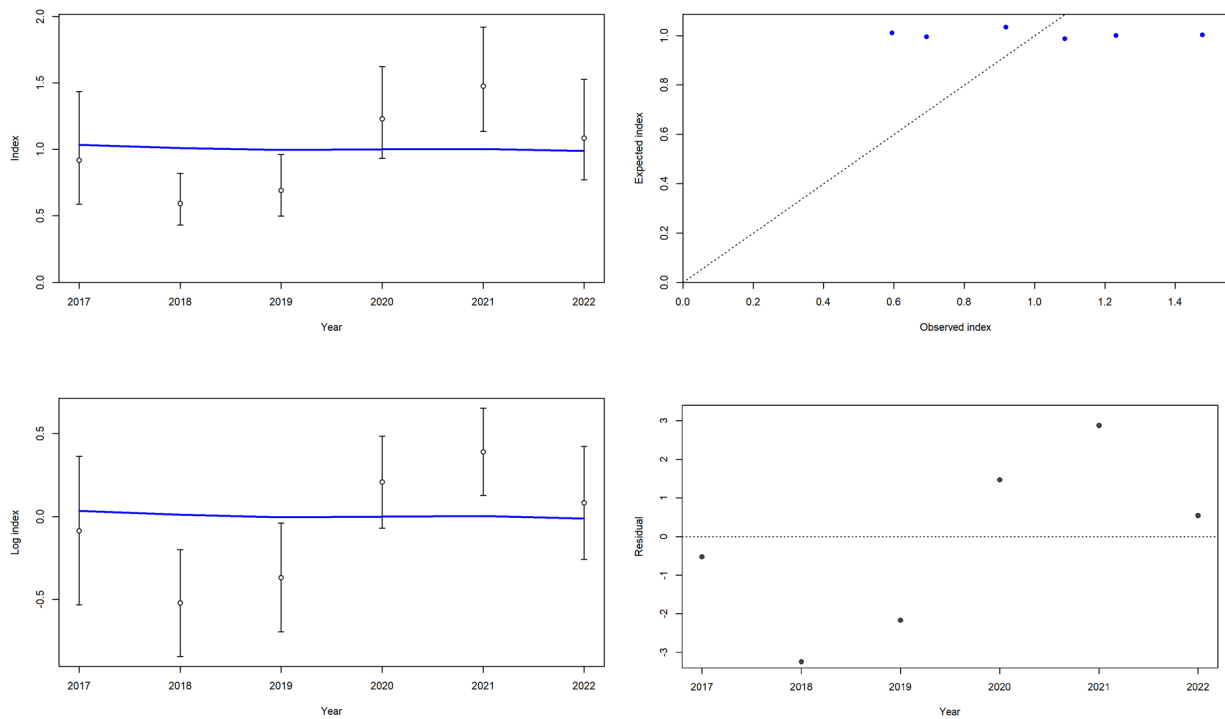 Index
2.0
1.5
1.0
0.5
0.0
2017 2018 2019 2020 2021 2022
Year
Expected index
1.0
0.8
0.6
0.4
0.2
0.0
0.0 0.2 0.4 0.6 0.8 1.0 1.2 1.4
Observed index
Log index
0.5
0.0
-0.5
2017 2018 2019 2020 2021 2022
Year
Residual
3
2
1
0
-1
-2
-3
2017 2018 2019 2020 2021 2022
Year